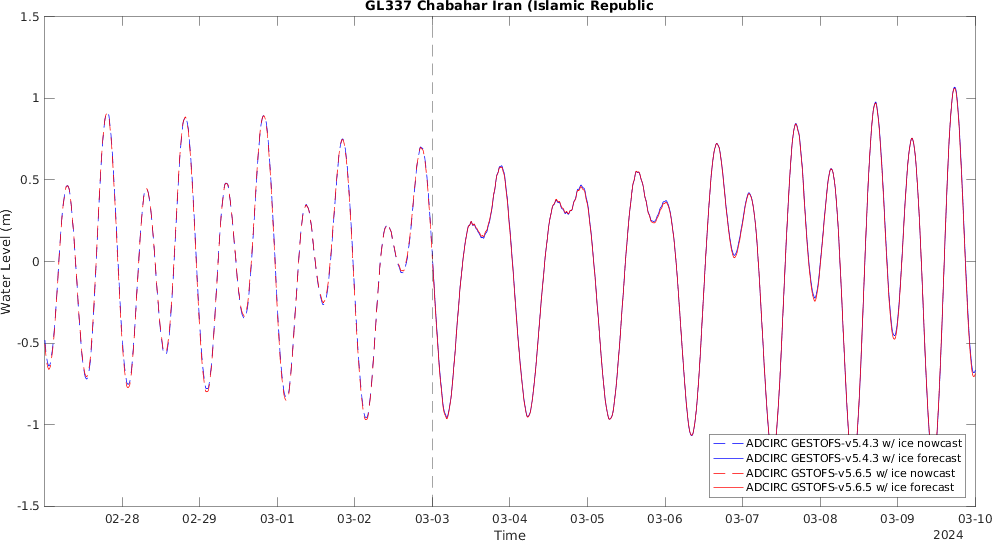 GL337 Chabahar Iran (Islamic Republic
1.5
1
0.5
0
-0.5
-1
-1.5
Water Level (m)
ADCIRC GESTOFS-v5.4.3 w/ ice nowcast
ADCIRC GESTOFS-v5.4.3 w/ ice forecast
ADCIRC GSTOFS-v5.6.5 w/ ice nowcast
ADCIRC GSTOFS-v5.6.5 w/ ice forecast
02-28 02-29 03-01 03-02 03-03 03-04 03-05 03-06 03-07 03-08 03-09 03-10
Time
2024